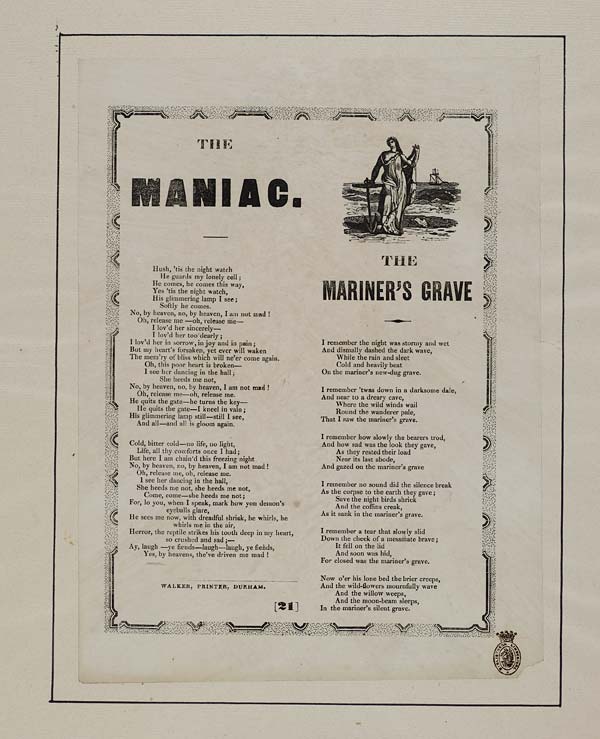 THE
MANIAC.
Hush, 'tis the night watch
He guards my lonely cell;
He comes, he comes this way,
Yes 'tis the night watch,
His glimmering lamp I see;
Softly he comes.
No, by heaven, no, by heaven, I am not mad!
Oh, release me—oh, release me—
I lov'd her sincerely—
I lov'd her too dearly;
I lov'd her in sorrow, in joy and in pain;
But my heart's forsaken, yet ever will waken
The mem'ry of bliss which will ne'er come again.
Oh, this poor heart is broken—
I see her dancing in the hall;
She heeds me not,
No, by heaven, no, by heaven, I am not mad!
Oh, release me—oh, release me.
He quits the gate—he turns the key—
He quits the gate—I kneel in vain;
His glimmering lamp still—still I see,
And all—and all is gloom again.
Cold, bitter cold—no life, no light,
Life, all thy comforts once I had;
But here I am chain'd this freezing night
No, by heaven, no, by heaven, I am not mad!
Oh, release me, oh, release me.
I see her dancing in the hall,
She heeds me not, she heeds me not,
Come, come—she heeds me not;
For, lo you, when I speak, mark how yon demon's
eyeballs glare,
He sees me now, with dreadful shriek, he whirls, he
whirls me in the air,
Horror, the reptile strikes his tooth deep in my heart,
so crushed and sad;—
Ay, laugh—ye fiends—laugh—laugh, ye fiends,
Yes, by heavens, they've driven me mad!
WALKER, PRINTER, DURHAM.
[21]
THE
MARINER'S GRAVE
I remember the night was stormy and wet
And dismally dashed the dark wave,
While the rain and sleet
Cold and heavily beat
On the mariner's new-dug grave.
I remember 'twas down in a darksome dale,
And near to a dreary cave,
Where the wild winds wail
Round the wanderer pale,
That I saw the mariner's grave.
I remember how slowly the bearers trod,
And how sad was the look they gave,
As they rested their load
Near its last abode,
And gazed on the mariner's grave
I remember no sound did the silence break
As the corpse to the earth they gave;
Save the night birds shriek
And the coffins creak,
As it sunk in the mariner's grave.
I remember a tear that slowly slid
Down the cheek of a messmate brave;
It fell on the lid
And soon was hid,
For closed was the mariner's grave.
Now o'er his lone bed the brier creeps,
And the wild-flowers mournfully wave
And the willow weeps,
And the moon-beam sleeps,
In the mariner's silent grave.